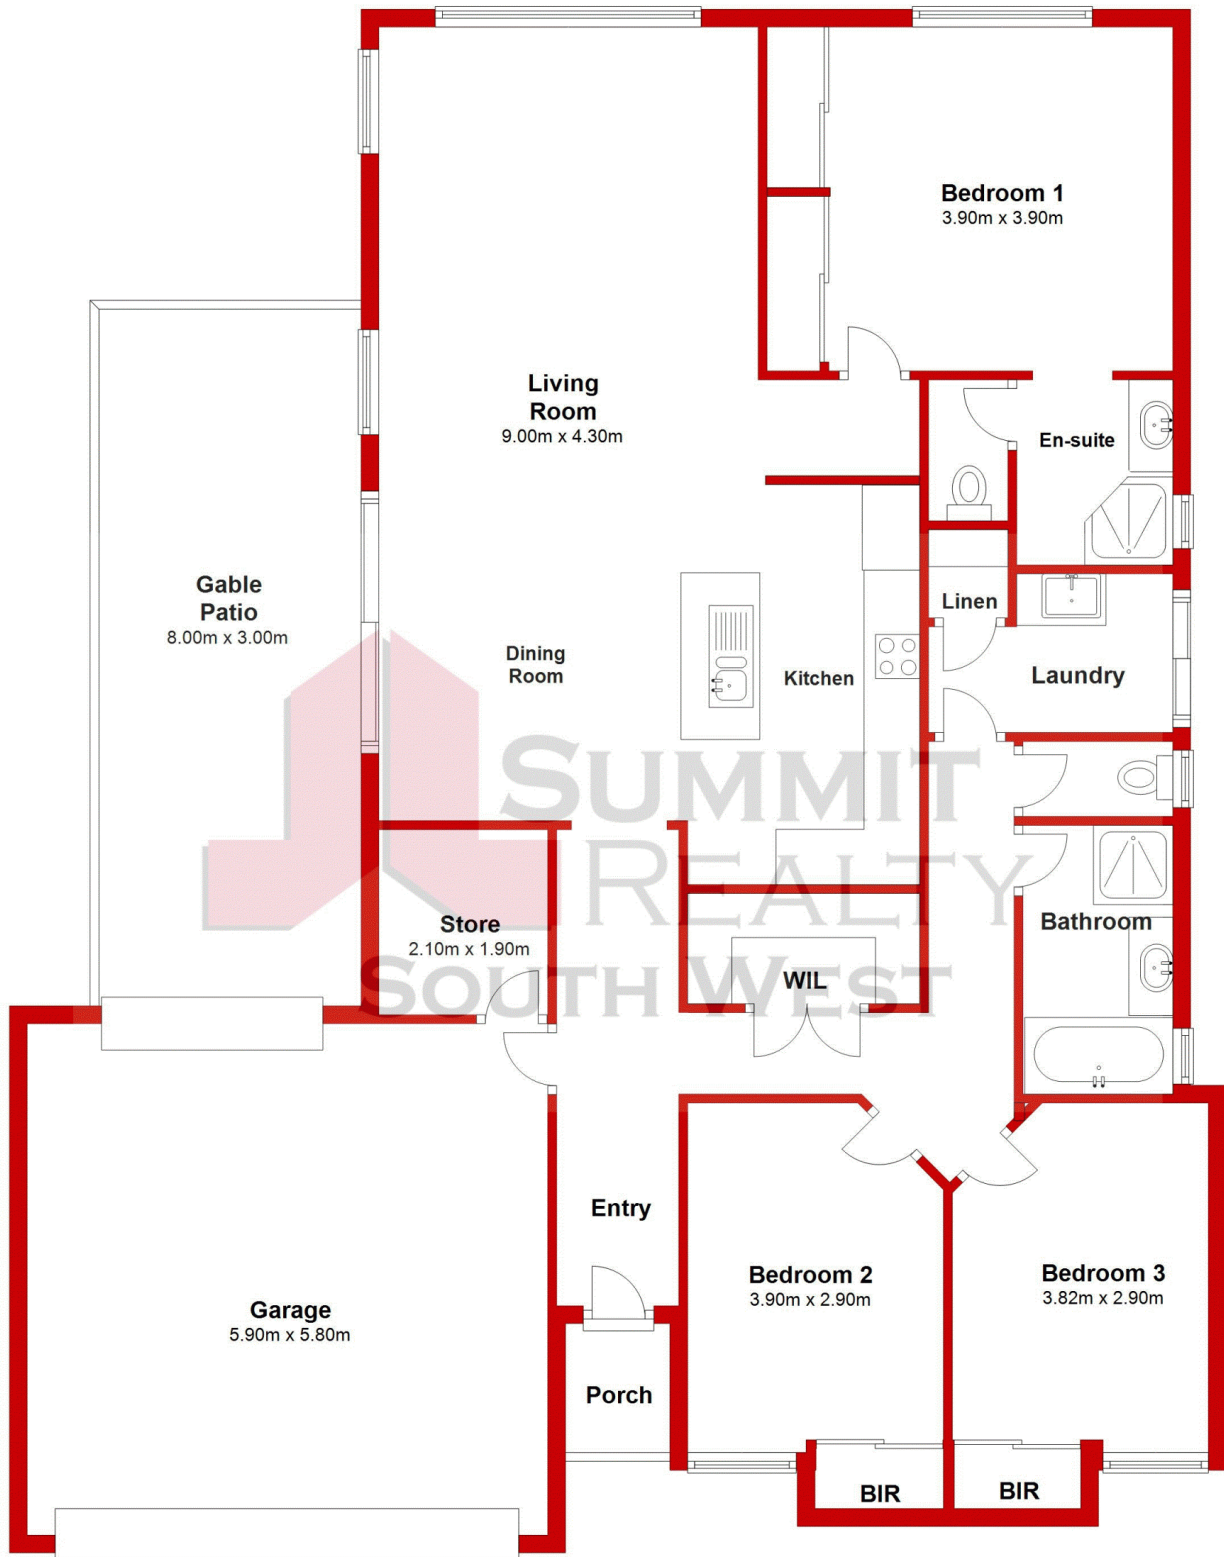 Bedroom 1
3.90m x 3.90m
Living
Room
9.00m x 4.30m
En-suite
Gable
Patio
8.00m x 3.00m
Linen
Dining
Room
Kitchen
Laundry
SUMMIT
REALTY
SOUTH WEST
Store
2.10m x 1.90m
Bathroom
WIL
Entry
Bedroom 2
3.90m x 2.90m
Bedroom 3
3.82m x 2.90m
Garage
5.90m x 5.80m
Porch
BIR
BIR